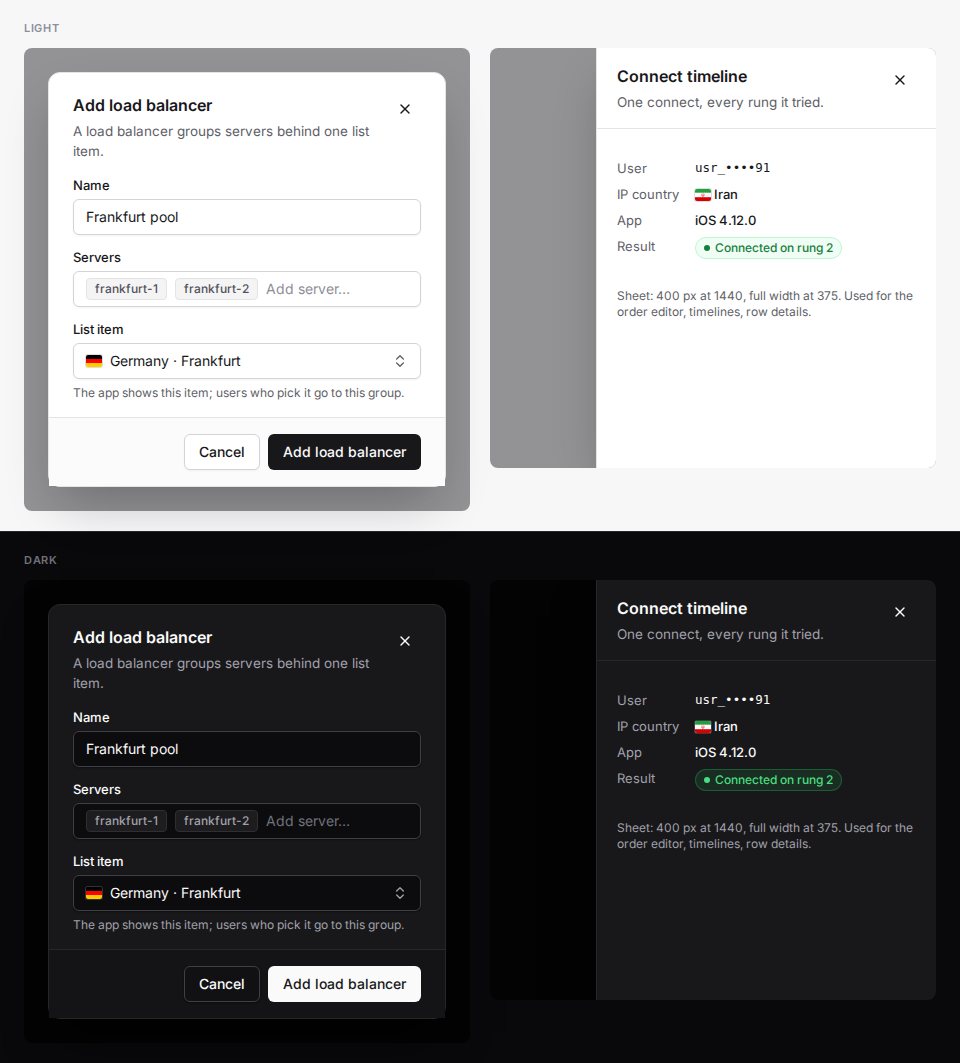 LIGHT
Add load balancer
A load balancer groups servers behind one list
item.
Name
Frankfurt pool
Servers
frankfurt-1 frankfurt-2 Add server...
List item
Germany · Frankfurt
The app shows this item; users who pick it go to this group.
Cancel Add load balancer
Connect timeline
One connect, every rung it tried.
User usr_••••91
IP country Iran
App iOS 4.12.0
Result Connected on rung 2
Sheet: 400 px at 1440, full width at 375. Used for the
order editor, timelines, row details.
DARK
Add load balancer
A load balancer groups servers behind one list
item.
Name
Frankfurt pool
Servers
frankfurt-1 frankfurt-2 Add server...
List item
Germany · Frankfurt
The app shows this item; users who pick it go to this group.
Cancel Add load balancer
Connect timeline
One connect, every rung it tried.
User usr_••••91
IP country Iran
App iOS 4.12.0
Result Connected on rung 2
Sheet: 400 px at 1440, full width at 375. Used for the
order editor, timelines, row details.